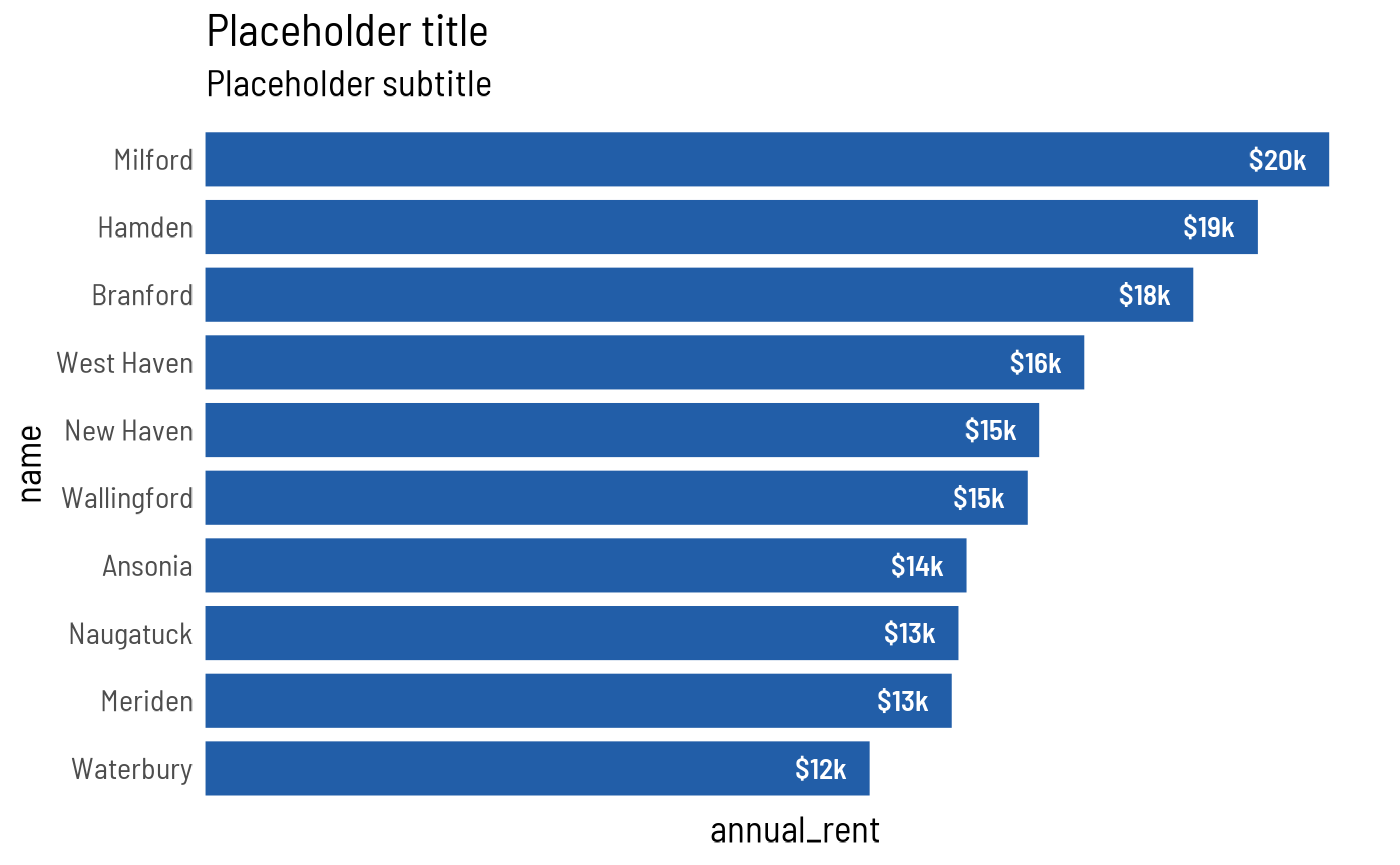 Placeholder title
Placeholder subtitle
Milford $20k
Hamden $19k
Branford $18k
West Haven $16k
New Haven $15k
name
Wallingford $15k
Ansonia $14k
Naugatuck $13k
Meriden $13k
Waterbury $12k
annual_rent